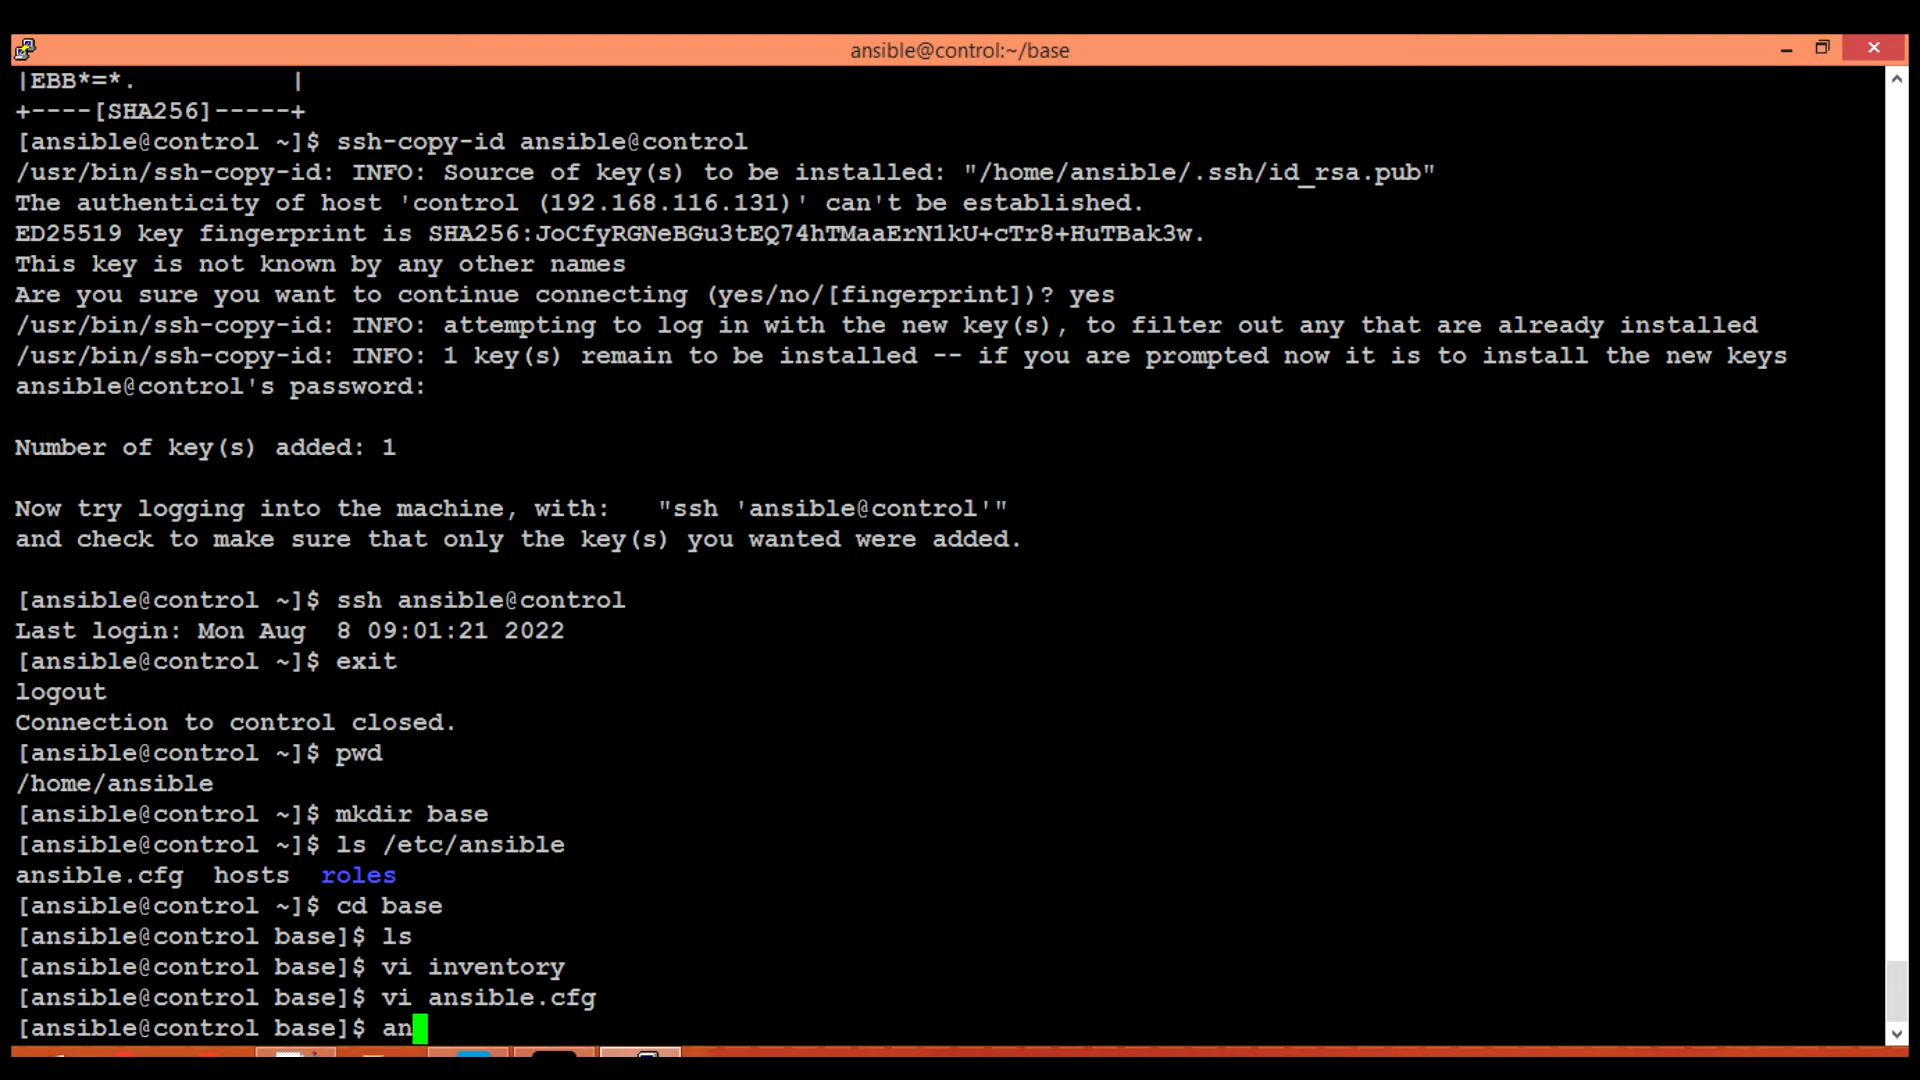 ansible@control:~/base
|EBB*=*.          |
+----[SHA256]-----+
[ansible@control ~]$ ssh-copy-id ansible@control
/usr/bin/ssh-copy-id: INFO: Source of key(s) to be installed: "/home/ansible/.ssh/id_rsa.pub"
The authenticity of host 'control (192.168.116.131)' can't be established.
ED25519 key fingerprint is SHA256:JoCfyRGNeBGu3tEQ74hTMaaErN1kU+cTr8+HuTBak3w.
This key is not known by any other names
Are you sure you want to continue connecting (yes/no/[fingerprint])? yes
/usr/bin/ssh-copy-id: INFO: attempting to log in with the new key(s), to filter out any that are already installed
/usr/bin/ssh-copy-id: INFO: 1 key(s) remain to be installed -- if you are prompted now it is to install the new keys
ansible@control's password:
Number of key(s) added: 1
Now try logging into the machine, with:   "ssh 'ansible@control'"
and check to make sure that only the key(s) you wanted were added.
[ansible@control ~]$ ssh ansible@control
Last login: Mon Aug  8 09:01:21 2022
[ansible@control ~]$ exit
logout
Connection to control closed.
[ansible@control ~]$ pwd
/home/ansible
[ansible@control ~]$ mkdir base
[ansible@control ~]$ ls /etc/ansible
ansible.cfg  hosts  roles
[ansible@control ~]$ cd base
[ansible@control base]$ ls
[ansible@control base]$ vi inventory
[ansible@control base]$ vi ansible.cfg
[ansible@control base]$ an